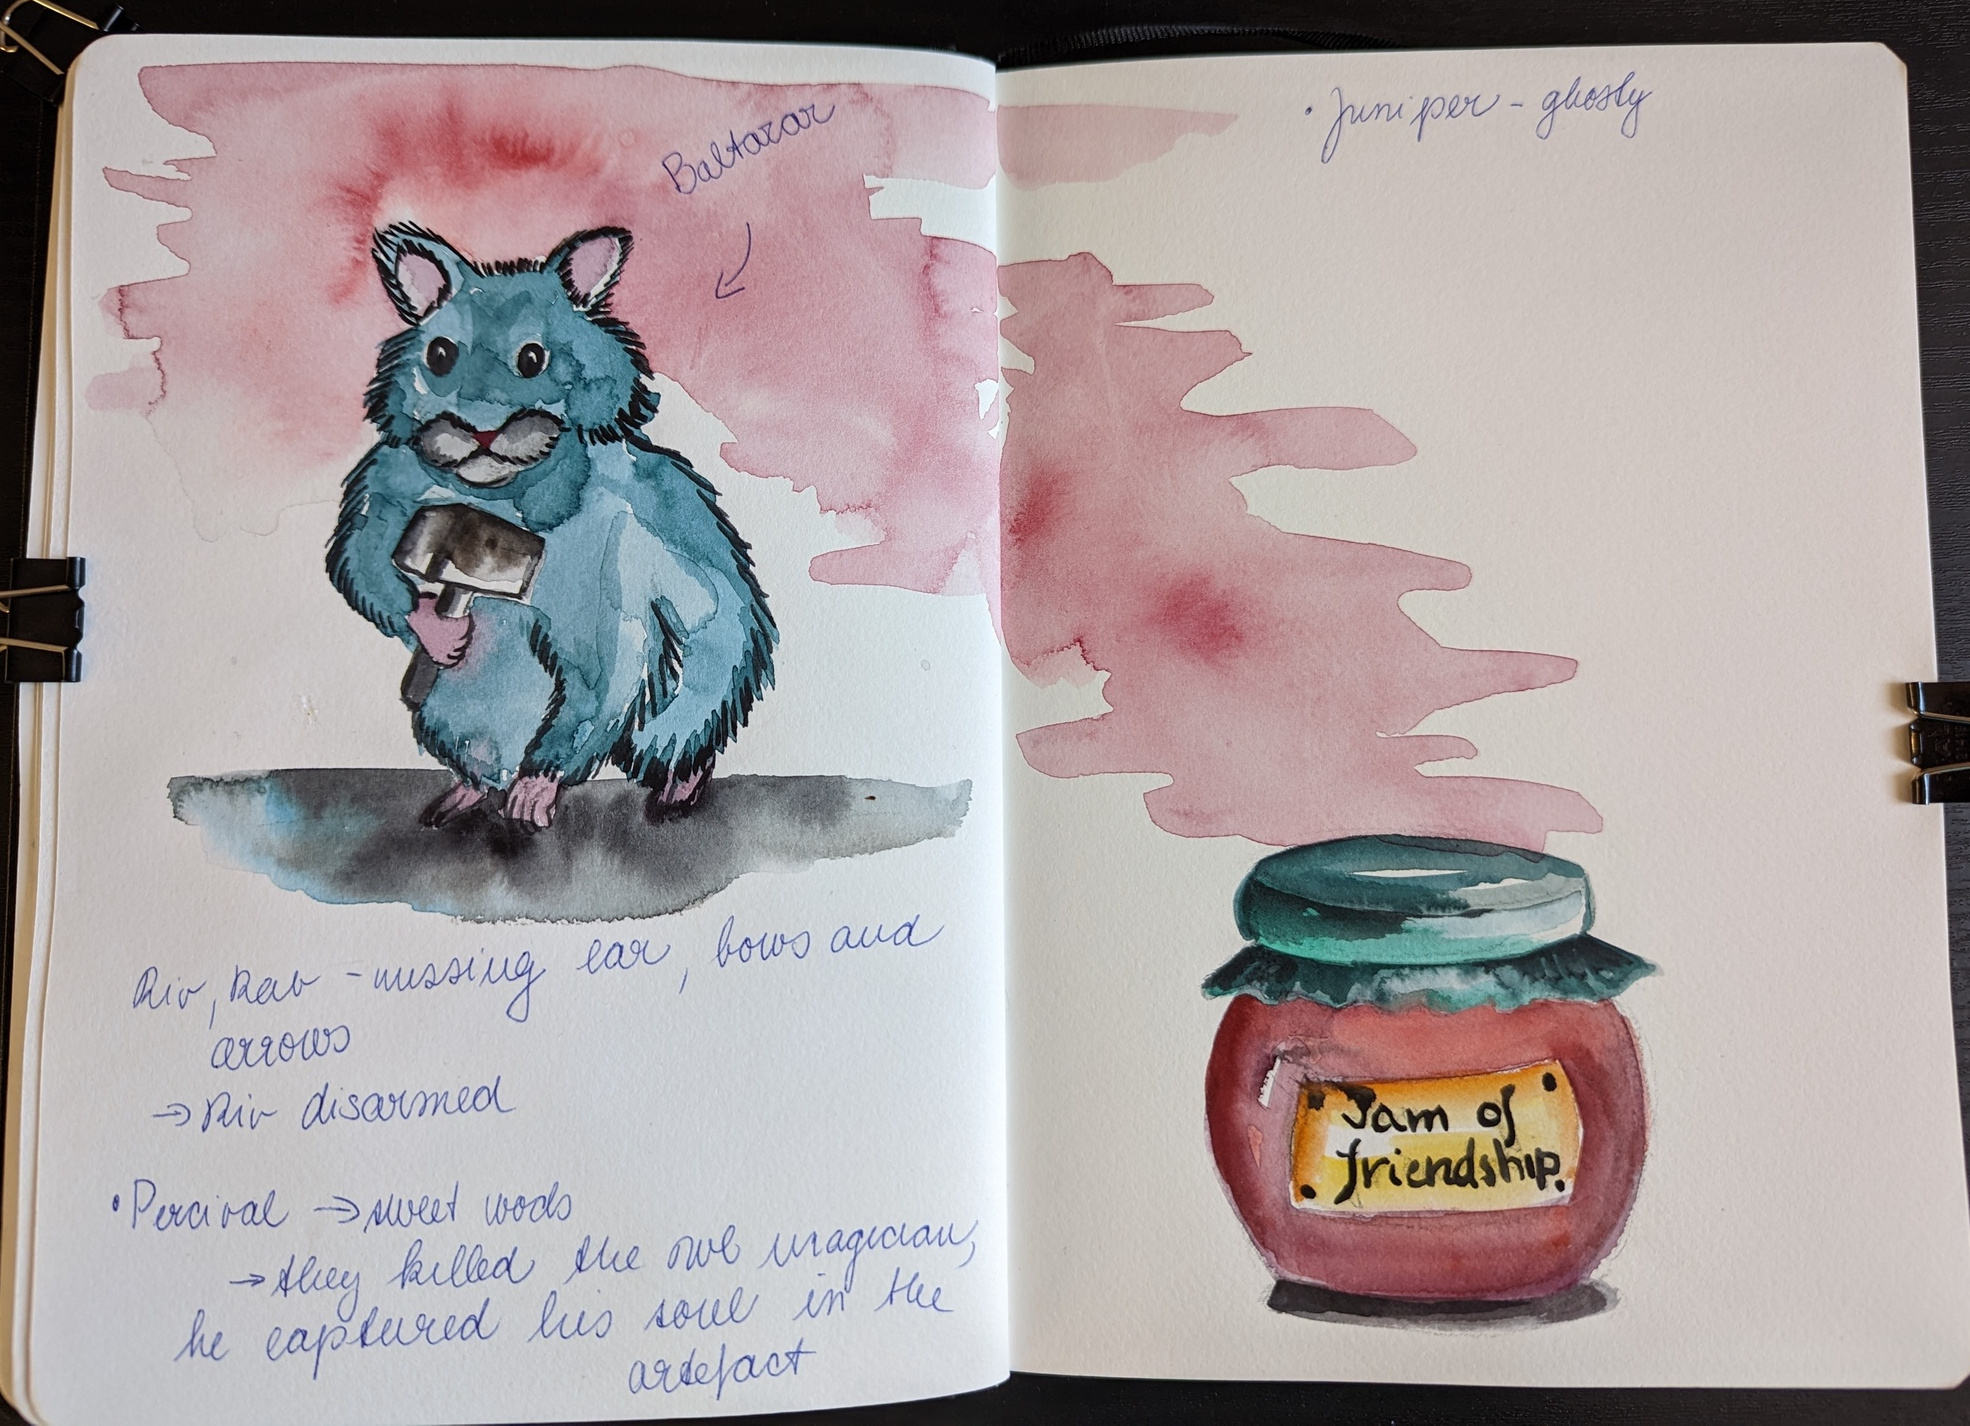 Baltazar
Riv, Rav - missing ear, bows and
arrows
→ Riv disarmed
• Percival → sweet woods
→ they killed the owl magician,
he captured his soul in the
artefact
• Juniper - ghosty
Jam of
friendship.